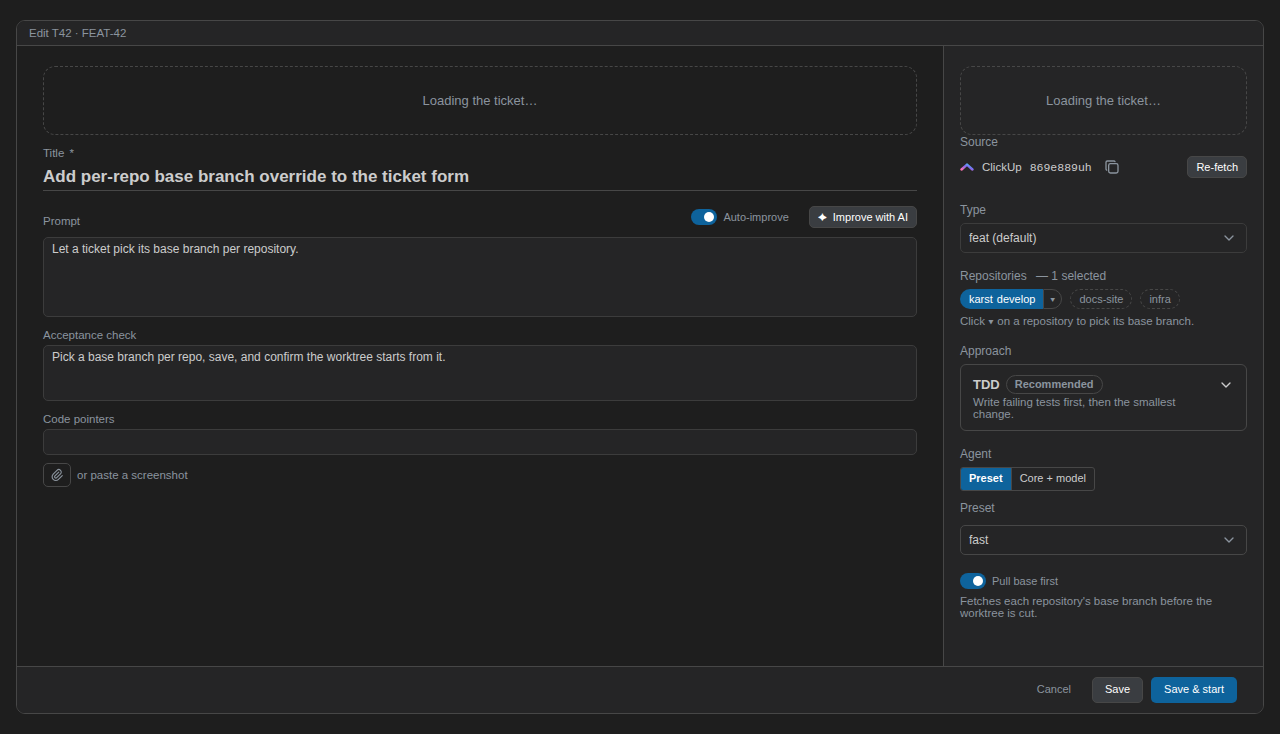 Edit T42 · FEAT-42
Loading the ticket…
Title *
Add per-repo base branch override to the ticket form
Prompt
Auto-improve
Improve with AI
Let a ticket pick its base branch per repository.
Acceptance check
Pick a base branch per repo, save, and confirm the worktree starts from it.
Code pointers
or paste a screenshot
Loading the ticket…
Source
ClickUp 869e889uh
Re-fetch
Type
feat (default)
Repositories — 1 selected
karst develop ▾ docs-site infra
Click ▾ on a repository to pick its base branch.
Approach
TDD Recommended
Write failing tests first, then the smallest
change.
Agent
Preset Core + model
Preset
fast
Pull base first
Fetches each repository's base branch before the
worktree is cut.
Cancel Save Save & start